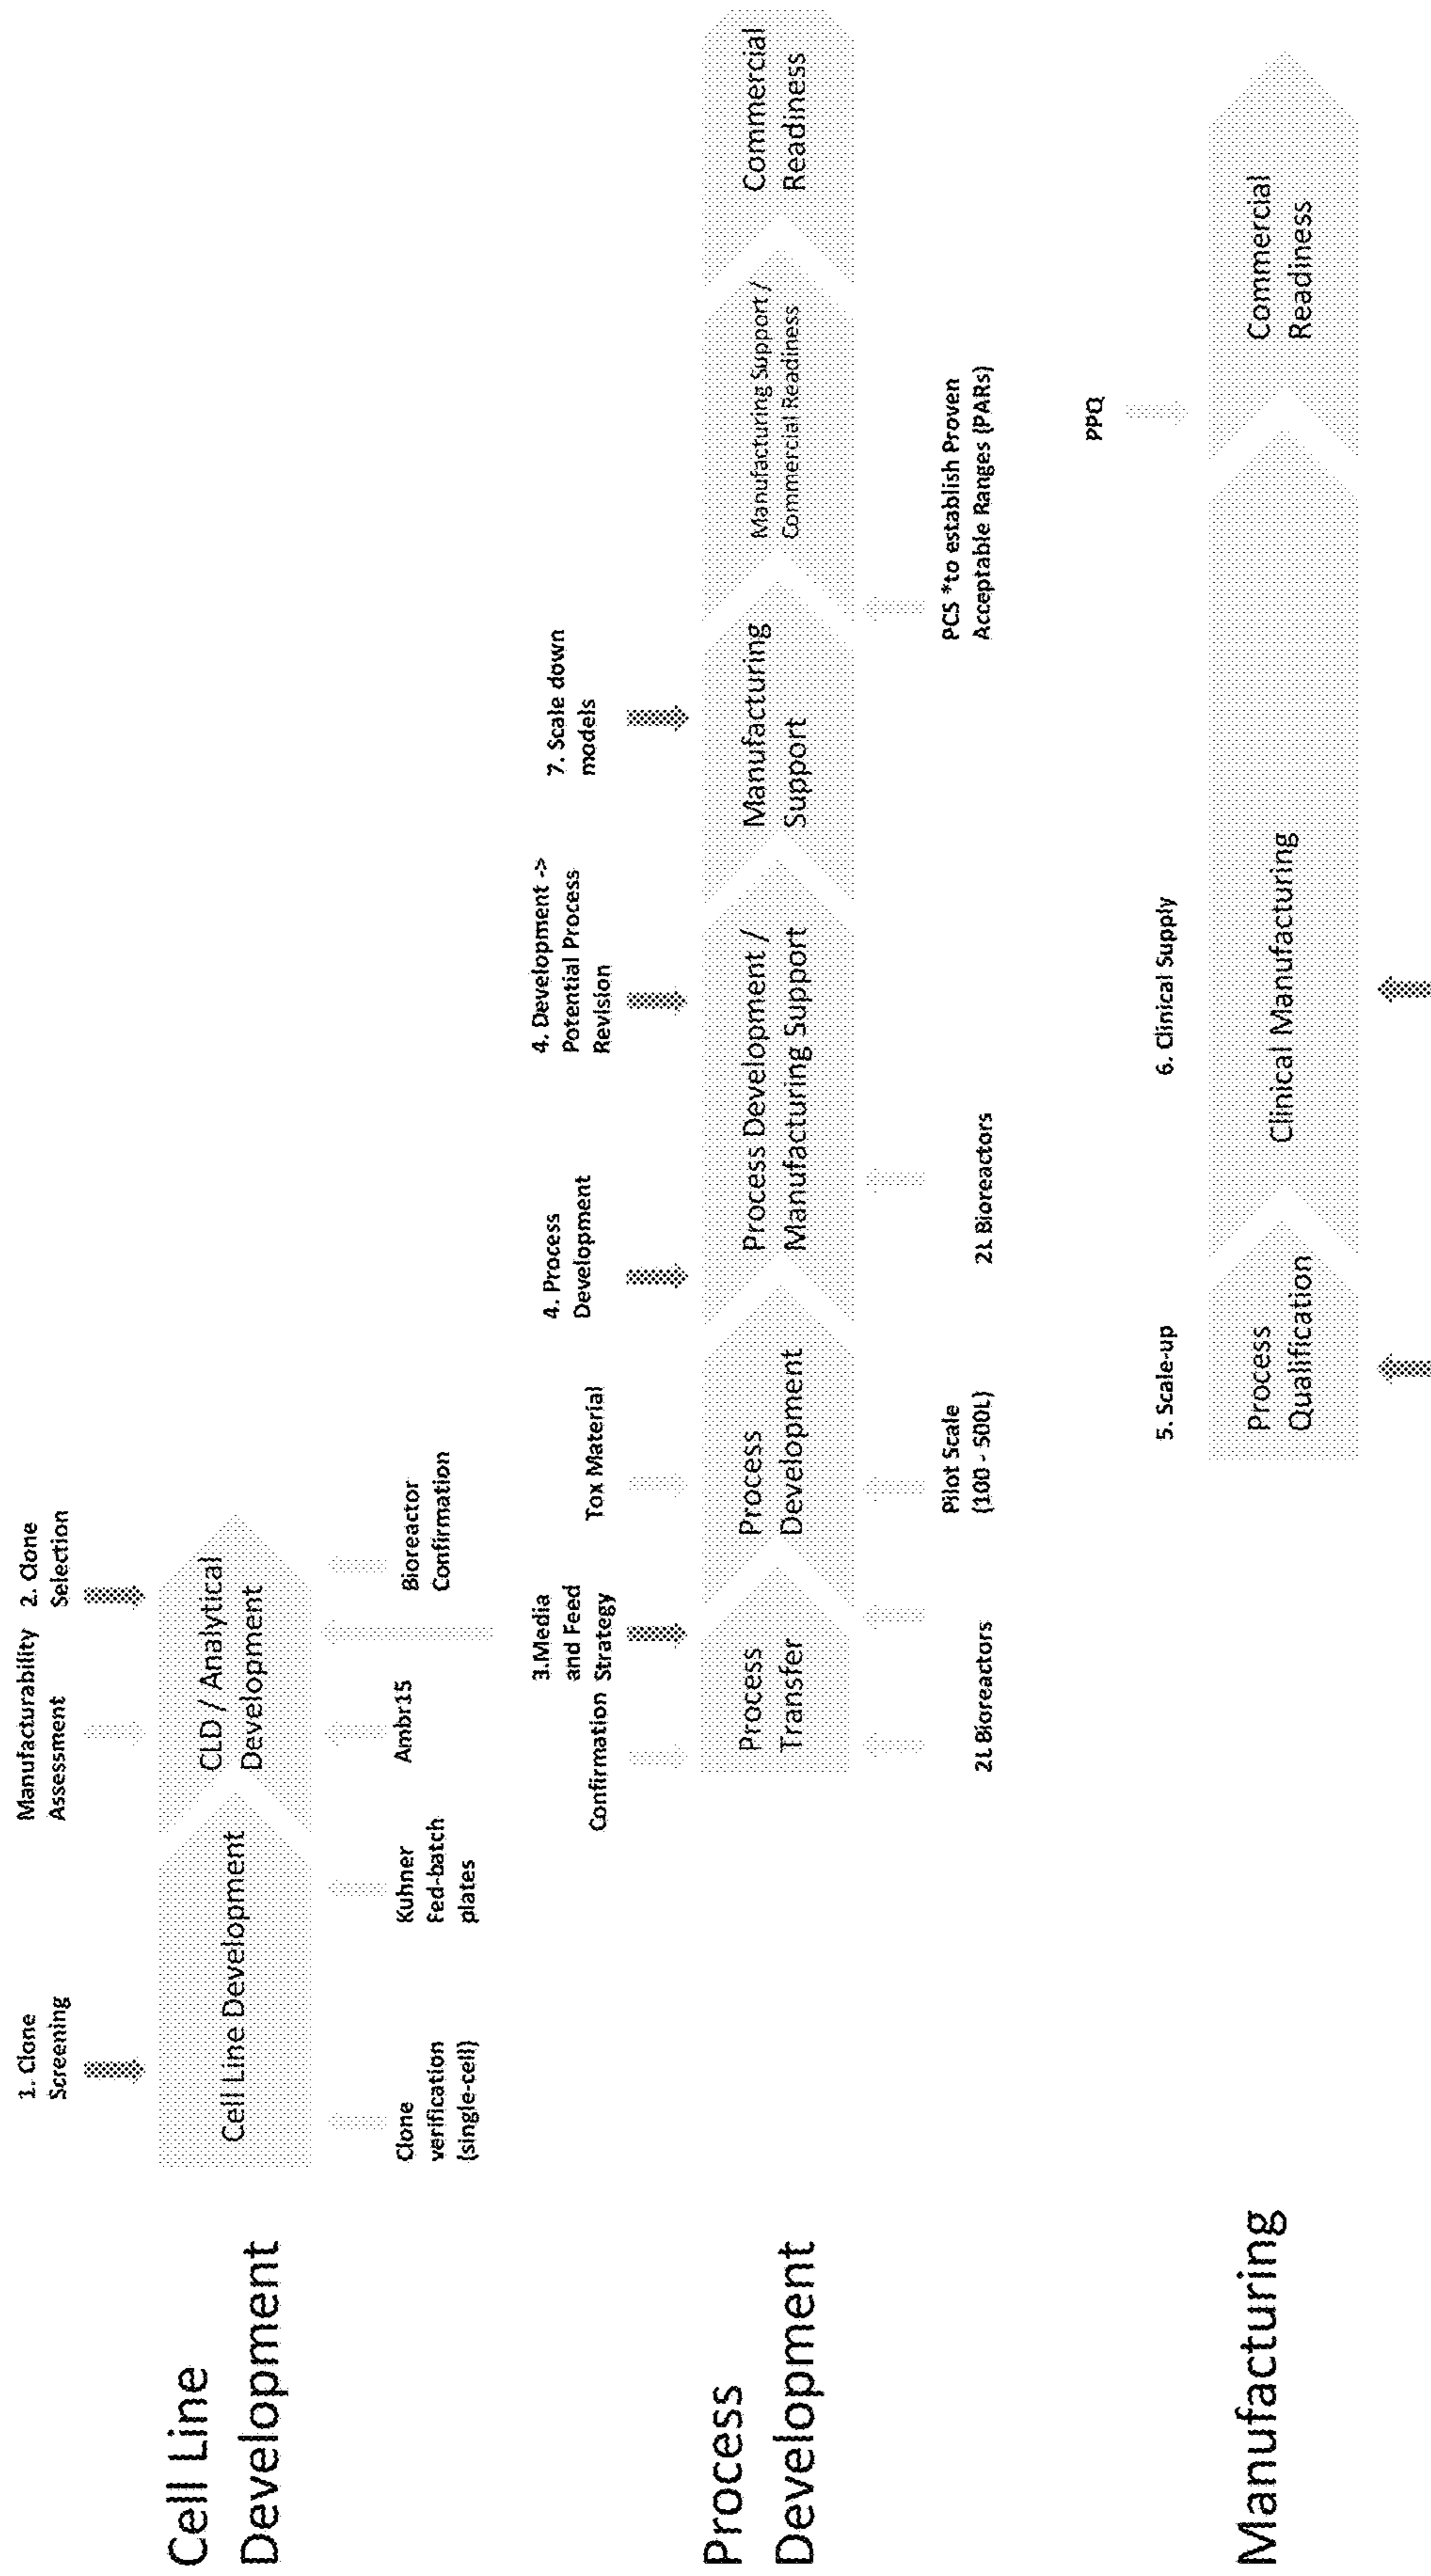 Cell Line
Development
1. Clone
Screening
Manufacturability
Assessment
2. Clone
Selection
Cell Line Development
CLD / Analytical
Development
Clone
verification
(single-cell)
Kuhner
Fed-batch
plates
Ambr15
Bioreactor
Confirmation
Process
Development
Confirmation
3.Media
and Feed
Strategy
Tox Material
4. Process
Development
4. Development ->
Potential Process
Revision
7. Scale down
models
Process
Transfer
Process
Development
Process Development /
Manufacturing Support
Manufacturing
Support
Manufacturing Support /
Commercial Readiness
Commercial
Readiness
2L Bioreactors
Pilot Scale
(100 - 500L)
2L Bioreactors
PCS *to establish Proven
Acceptable Ranges (PARs)
Manufacturing
5. Scale-up
6. Clinical Supply
PPQ
Process
Qualification
Clinical Manufacturing
Commercial
Readiness